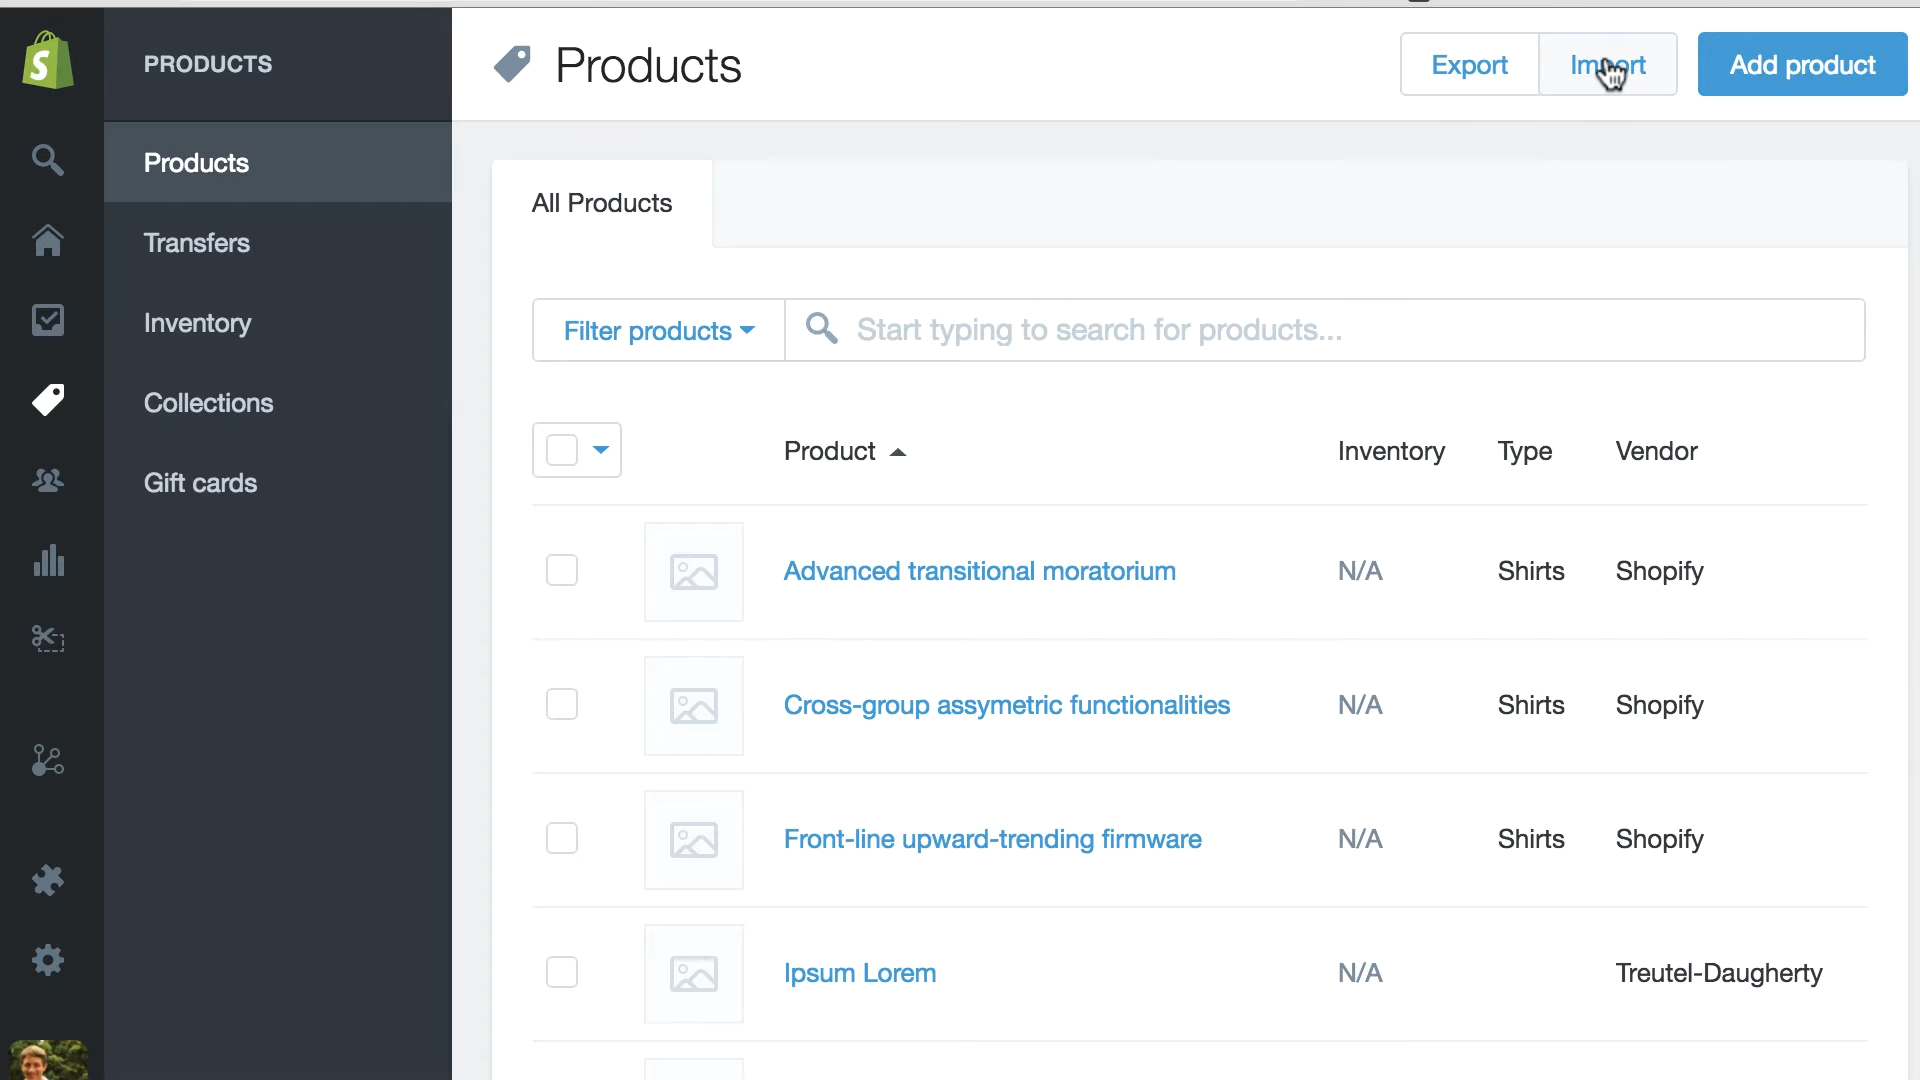 PRODUCTS
Products
Transfers
Inventory
Collections
Gift cards
Products
Export
Import
Add product
All Products
Filter products
Start typing to search for products...
Product Inventory Type Vendor
Advanced transitional moratorium N/A Shirts Shopify
Cross-group assymetric functionalities N/A Shirts Shopify
Front-line upward-trending firmware N/A Shirts Shopify
Ipsum Lorem N/A Treutel-Daugherty